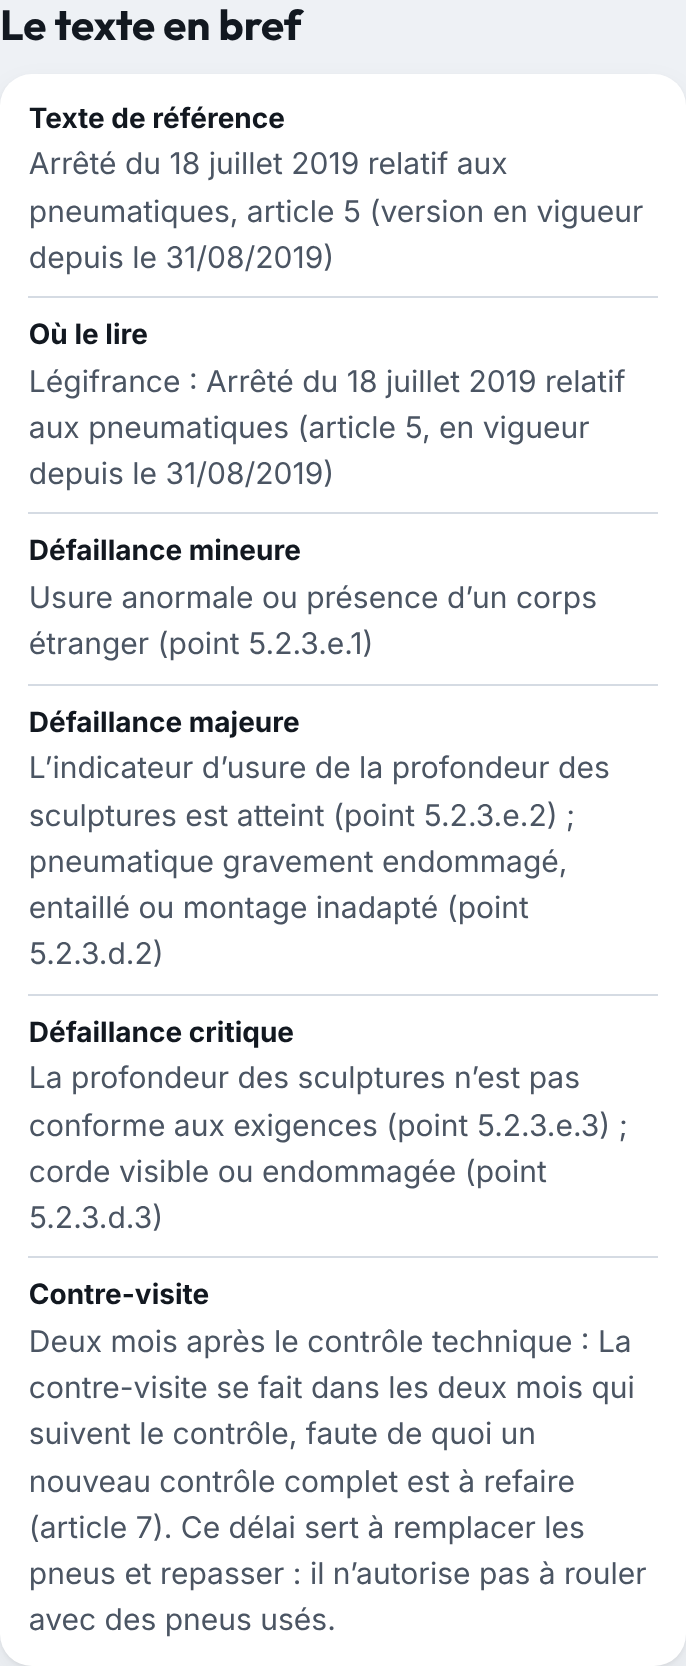 Le texte en bref
Texte de référence
Arrêté du 18 juillet 2019 relatif aux
pneumatiques, article 5 (version en vigueur
depuis le 31/08/2019)
Où le lire
Légifrance : Arrêté du 18 juillet 2019 relatif
aux pneumatiques (article 5, en vigueur
depuis le 31/08/2019)
Défaillance mineure
Usure anormale ou présence d’un corps
étranger (point 5.2.3.e.1)
Défaillance majeure
L’indicateur d’usure de la profondeur des
sculptures est atteint (point 5.2.3.e.2) ;
pneumatique gravement endommagé,
entaillé ou montage inadapté (point
5.2.3.d.2)
Défaillance critique
La profondeur des sculptures n’est pas
conforme aux exigences (point 5.2.3.e.3) ;
corde visible ou endommagée (point
5.2.3.d.3)
Contre-visite
Deux mois après le contrôle technique : La
contre-visite se fait dans les deux mois qui
suivent le contrôle, faute de quoi un
nouveau contrôle complet est à refaire
(article 7). Ce délai sert à remplacer les
pneus et repasser : il n’autorise pas à rouler
avec des pneus usés.